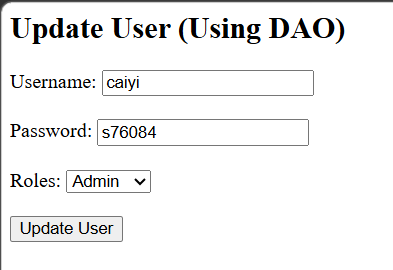 Update User (Using DAO)
Username: caiyi
Password: s76084
Roles: Admin
Update User